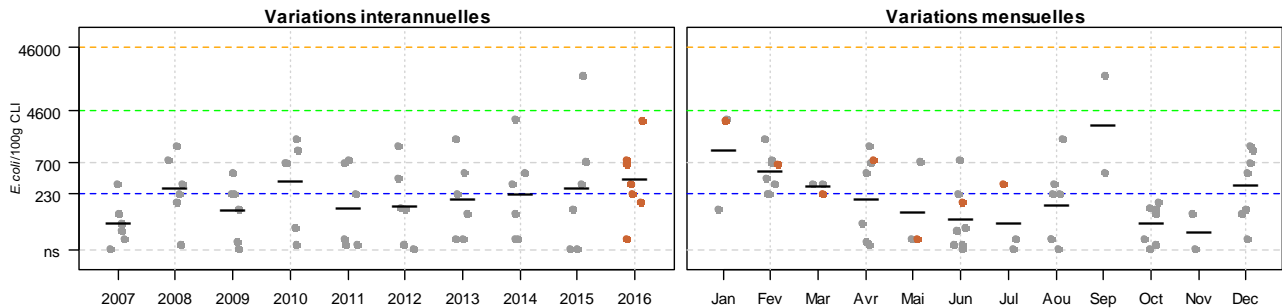 Variations interannuelles
Variations mensuelles
E.coli/100g CLI
46000
4600
700
230
ns
2007 2008 2009 2010 2011 2012 2013 2014 2015 2016
Jan Fev Mar Avr Mai Jun Jul Aou Sep Oct Nov Dec